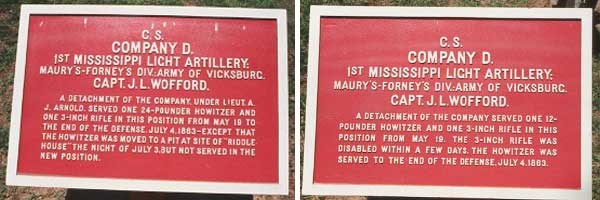 C. S.
COMPANY D.
1ST MISSISSIPPI LIGHT ARTILLERY;
MAURY'S-FORNEY'S DIV.: ARMY OF VICKSBURG.
CAPT. J. L. WOFFORD.
A DETACHMENT OF THE COMPANY, UNDER LIEUT. A.
J. ARNOLD, SERVED ONE 24-POUNDER HOWITZER AND
ONE 3-INCH RIFLE IN THIS POSITION FROM MAY 19 TO
THE END OF THE DEFENSE, JULY 4, 1863-EXCEPT THAT
THE HOWITZER WAS MOVED TO A PIT AT SITE OF "RIDDLE-
HOUSE" THE NIGHT OF JULY 3, BUT NOT SERVED IN THE
NEW POSITION.
C. S.
COMPANY D.
1ST MISSISSIPPI LIGHT ARTILLERY;
MAURY'S-FORNEY'S DIV.: ARMY OF VICKSBURG.
CAPT. J. L. WOFFORD.
A DETACHMENT OF THE COMPANY SERVED ONE 12-
POUNDER HOWITZER AND ONE 3-INCH RIFLE IN THIS
POSITION FROM MAY 19. THE 3-INCH RIFLE WAS
DISABLED WITHIN A FEW DAYS. THE HOWITZER WAS
SERVED TO THE END OF THE DEFENSE, JULY 4, 1863.